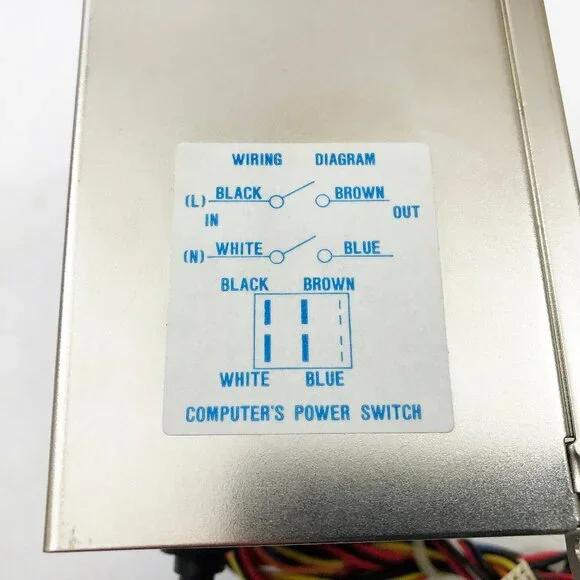 WIRING DIAGRAM
(L) BLACK BROWN
IN OUT
(N) WHITE BLUE
BLACK BROWN
WHITE BLUE
COMPUTER'S POWER SWITCH